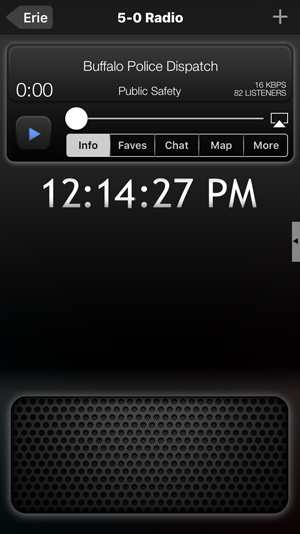 Erie
5-0 Radio
+
Buffalo Police Dispatch
0:00
Public Safety
16 KBPS
82 LISTENERS
Info
Faves
Chat
Map
More
12:14:27 PM